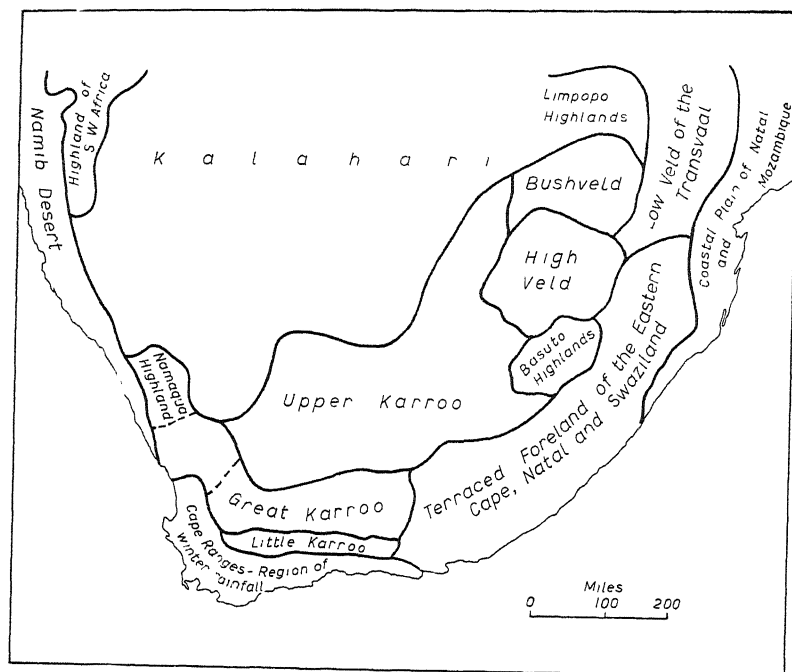 Namib Desert
Highland of
S W Africa
K a l a h a r i
Limpopo
Highlands
Low Veld of the
Transvaal
Coastal Plain of Natal
and Mozambique
Bushveld
High
Veld
Basuto
Highlands
Namaqua
Highland
Upper Karroo
Terraced Foreland of the Eastern
Cape, Natal and Swaziland
Great Karroo
Little Karroo
Cape Ranges-Region of
winter rainfall
Miles
0 100 200